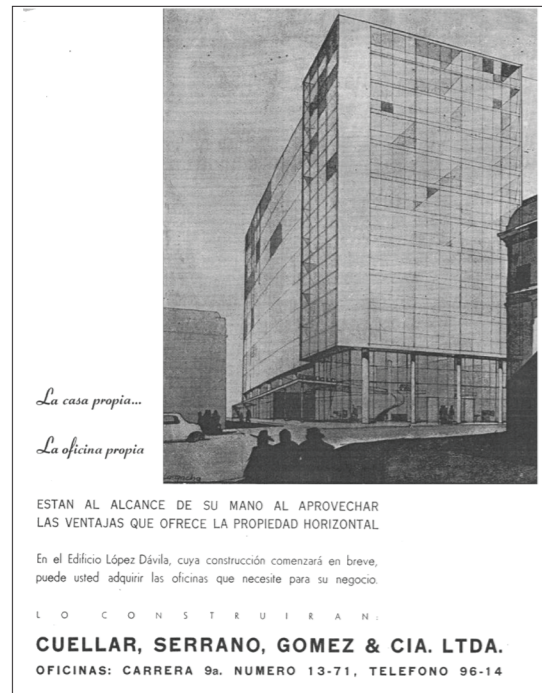 La casa propia...
La oficina propia
ESTAN AL ALCANCE DE SU MANO AL APROVECHAR
LAS VENTAJAS QUE OFRECE LA PROPIEDAD HORIZONTAL
En el Edificio López Dávila, cuya construcción comenzará en breve,
puede usted adquirir las oficinas que necesite para su negocio.
LO CONSTRUIRAN:
CUELLAR, SERRANO, GOMEZ & CIA. LTDA.
OFICINAS: CARRERA 9a. NUMERO 13-71, TELEFONO 96-14